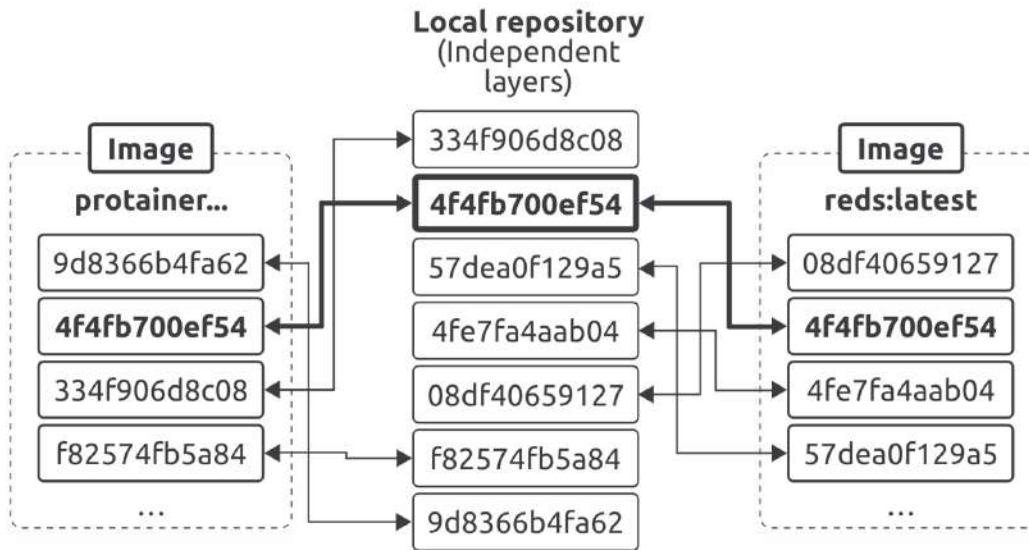 Local repository
(Independent
layers)
Image
protainer...
9d8366b4fa62
4f4fb700ef54
334f906d8c08
f82574fb5a84
...
334f906d8c08
4f4fb700ef54
57dea0f129a5
4fe7fa4aab04
08df40659127
f82574fb5a84
9d8366b4fa62
Image
reds:latest
08df40659127
4f4fb700ef54
4fe7fa4aab04
57dea0f129a5
...